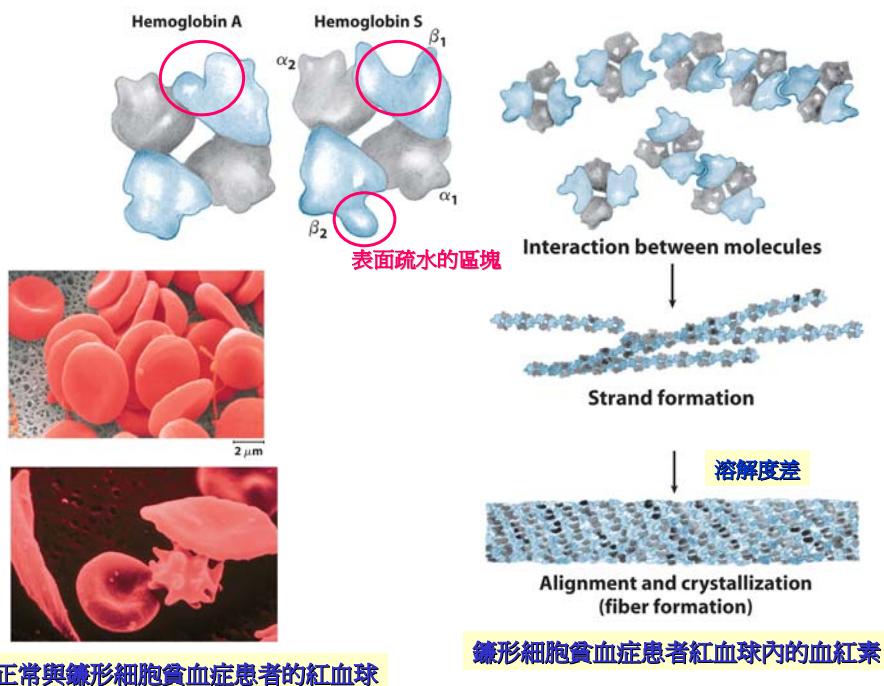 Hemoglobin A
Hemoglobin S
β1
α2
α1
β2
表面疏水的區塊
2 μm
正常與鐮形細胞貧血症患者的紅血球
Interaction between molecules
Strand formation
溶解度差
Alignment and crystallization
(fiber formation)
鐮形細胞貧血症患者紅血球內的血紅素